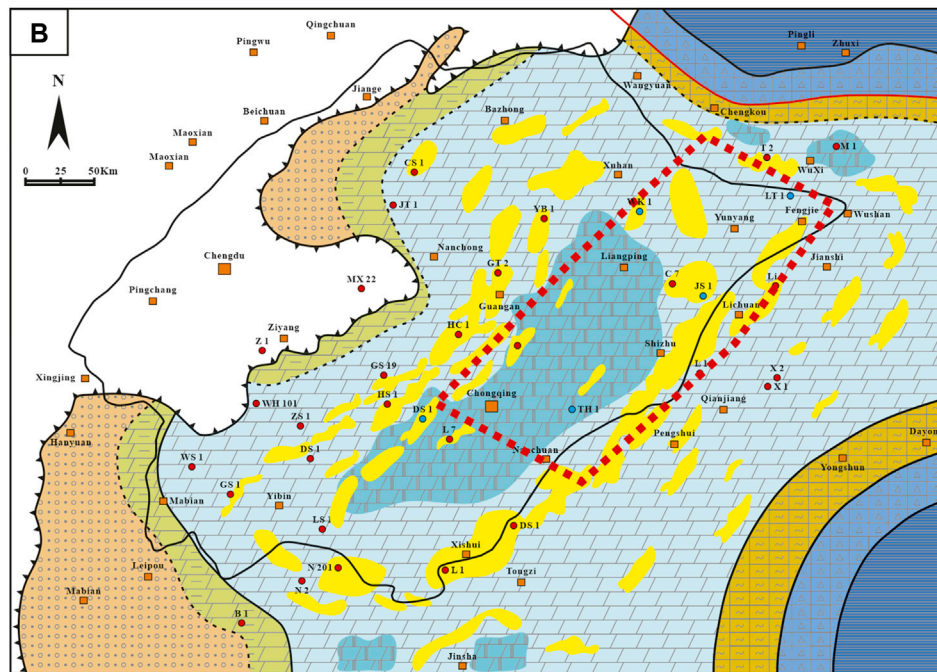 B
Qingchuan
Pingwu
Pingli
Zhuxi
N
Jiange
Wangyuan
Beichuan
Bazhong
Chengkou
Maoxian
Maoxian
T 2
M 1
WuXi
CS 1
Xuhan
0 25 50Km
JT 1
LT 1
YB 1
WK 1
Yunyang
Fengjie
Wushan
Nanchong
Chengdu
GT 2
Liangping
Jianshi
MX 22
C 7
JS 1
Pingchang
Guangan
Lichuan
HC 1
Z 1
Ziyang
Shizhu
GS 19
L 1
Xingjing
X 2
X 1
WH 101
HS 1
Chongqing
DS 1
TH 1
Qianjiang
ZS 1
Hanyuan
L 7
Pengshui
Dayon
DS 1
Nanchuan
Yongshun
WS 1
GS 1
Mabian
Yibin
LS 1
DS 1
Xishui
N 201
Leipou
L 1
Tongzi
N 2
Mabian
B 1
Jinsha